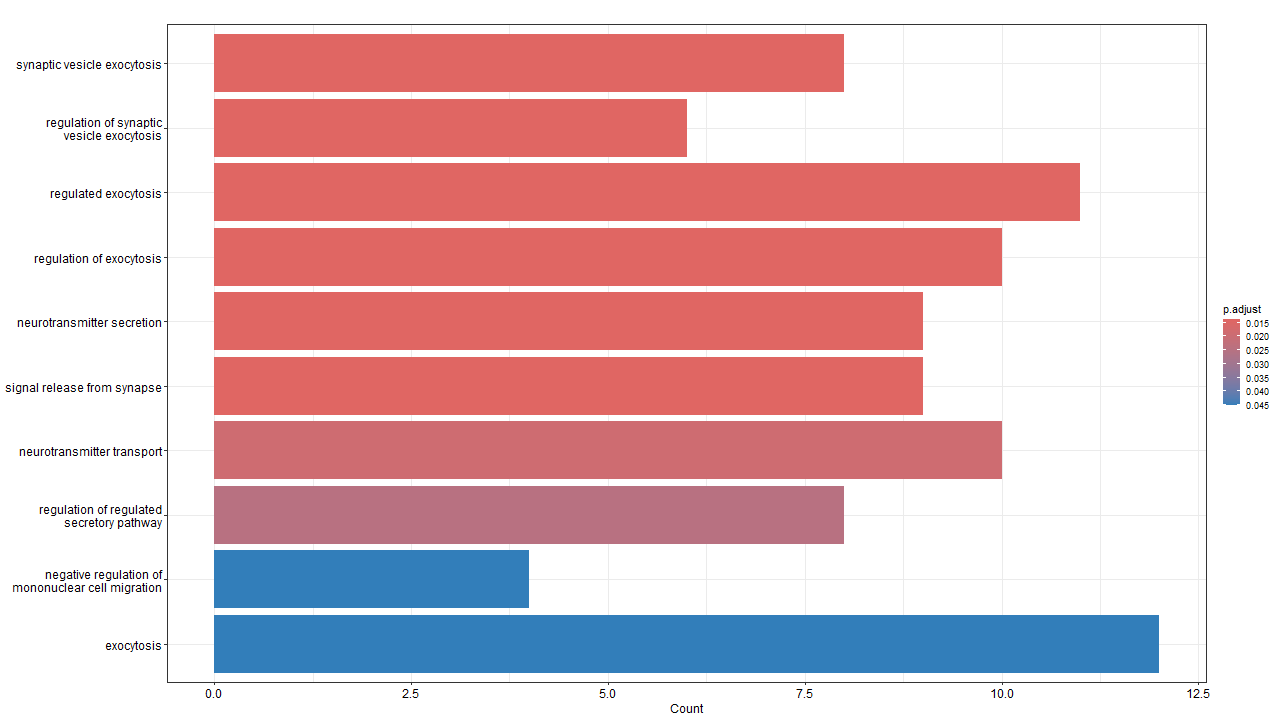 synaptic vesicle exocytosis
regulation of synaptic
vesicle exocytosis
regulated exocytosis
regulation of exocytosis
neurotransmitter secretion
signal release from synapse
neurotransmitter transport
regulation of regulated
secretory pathway
negative regulation of
mononuclear cell migration
exocytosis
0.0 2.5 5.0 7.5 10.0 12.5
Count
p.adjust
0.015
0.020
0.025
0.030
0.035
0.040
0.045